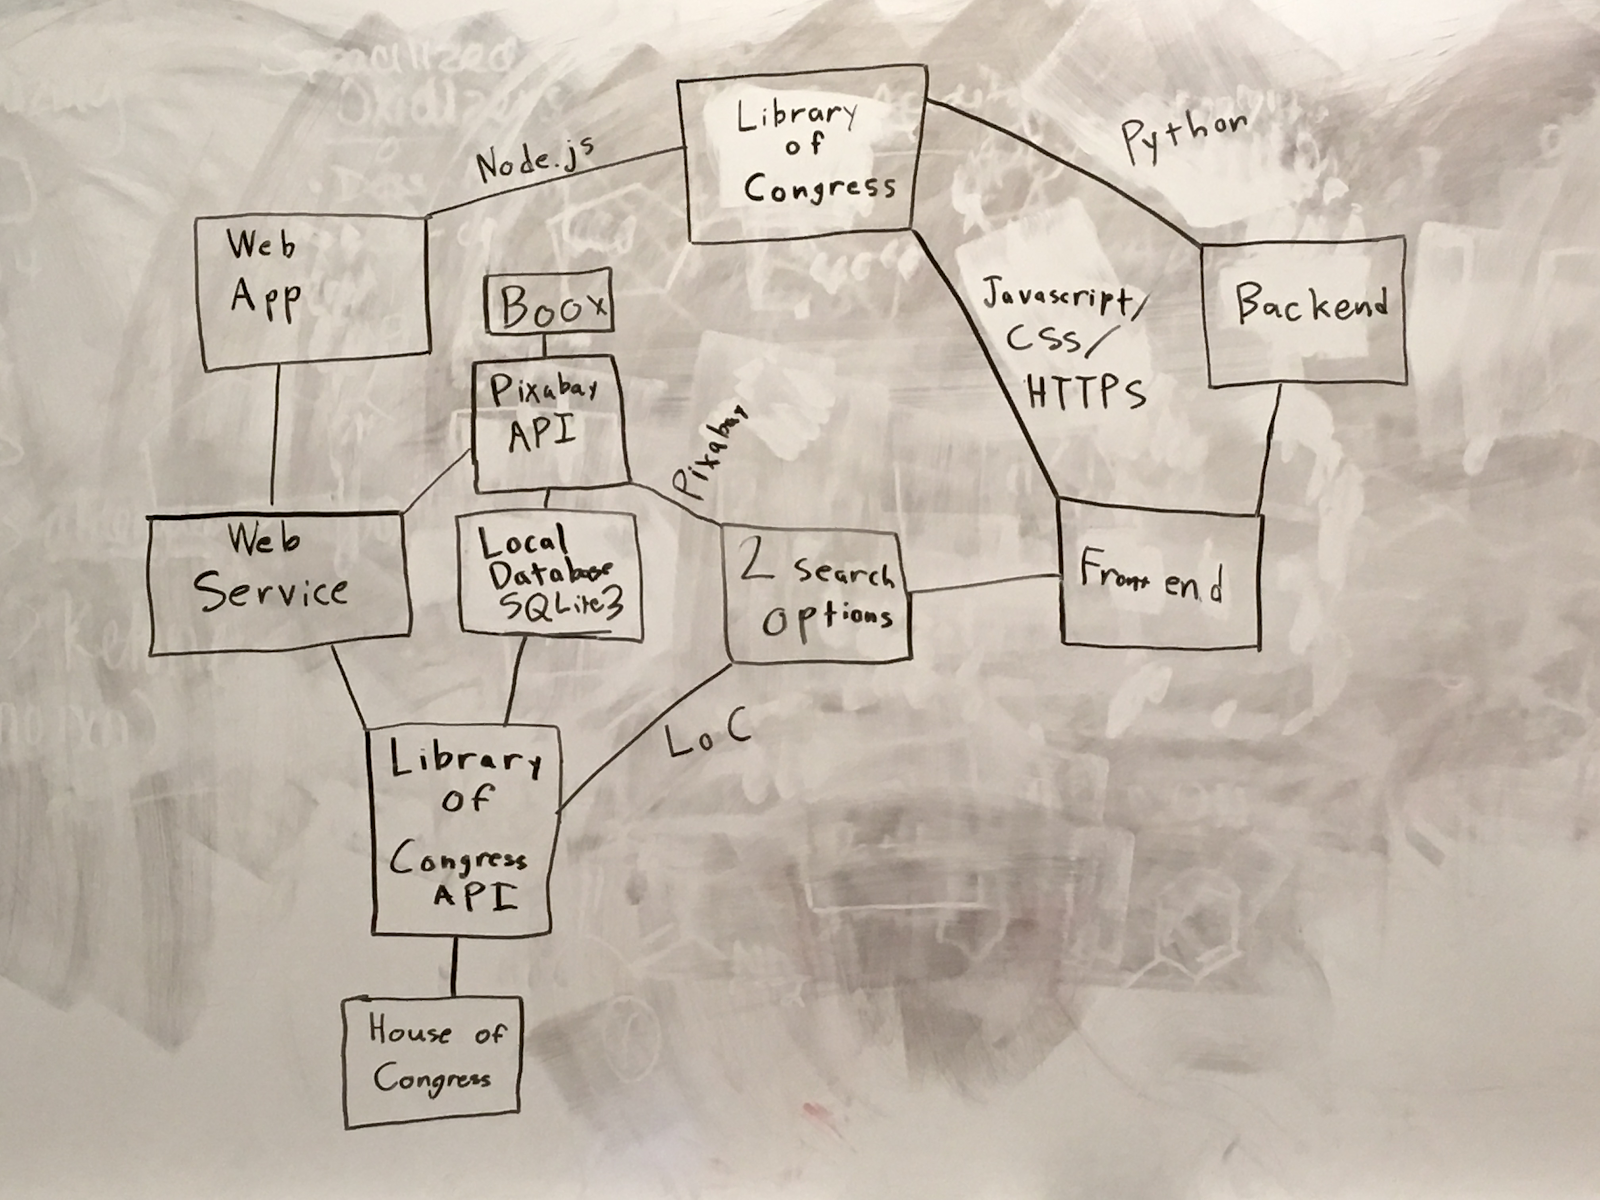 Library
of
Congress
Node.js
Python
Web
App
Boox
Javascript/
CSS/
HTTPS
Backend
Pixabay
API
Pixabay
Web
Service
Local
Database
SQLite3
2 search
options
Front end
Library
of
Congress
API
LoC
House of
Congress